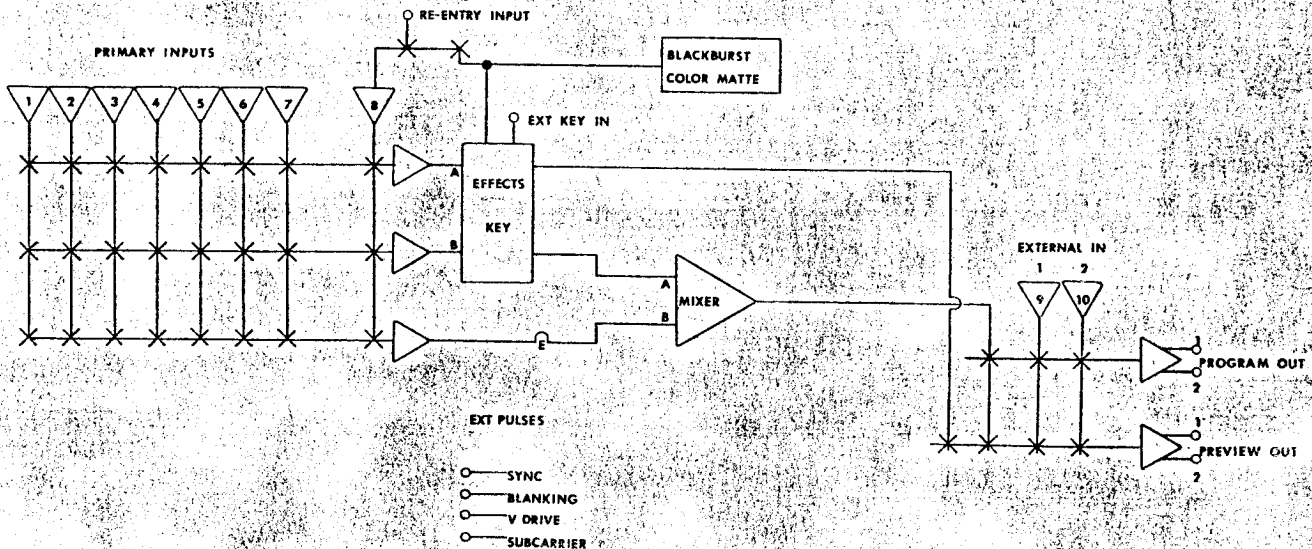 RE-ENTRY INPUT
PRIMARY INPUTS
BLACKBURST
COLOR MATTE
1 2 3 4 5 6 7 8
EXT KEY IN
A
EFFECTS
KEY
B
EXTERNAL IN
1 2
9 10
A
MIXER
B
E
1
PROGRAM OUT
2
1
PREVIEW OUT
2
EXT PULSES
SYNC
BLANKING
V DRIVE
SUBCARRIER